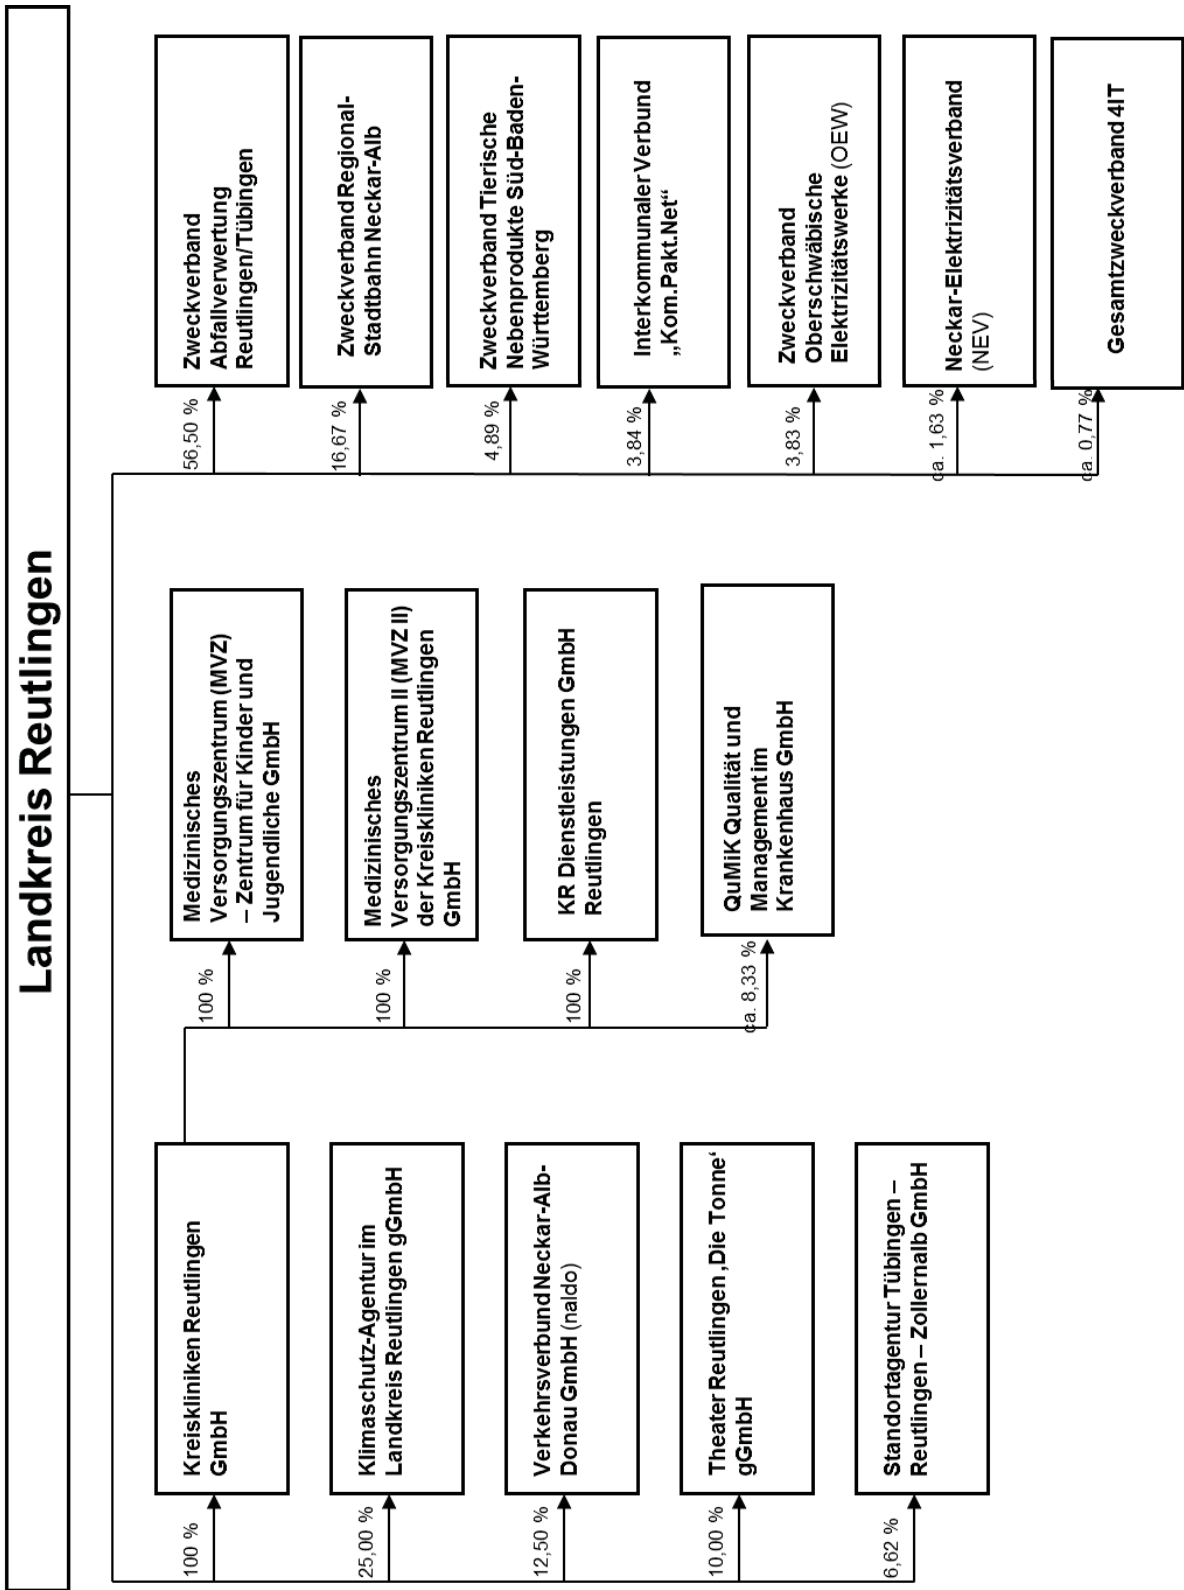 Landkreis Reutlingen
100 %
Kreiskliniken Reutlingen
GmbH
25,00 %
Klimaschutz-Agentur im
Landkreis Reutlingen gGmbH
12,50 %
Verkehrsverbund Neckar-Alb-
Donau GmbH (naldo)
10,00 %
Theater Reutlingen ‚Die Tonne‘
gGmbH
6,62 %
Standortagentur Tübingen –
Reutlingen – Zollernalb GmbH
100 %
Medizinisches
Versorgungszentrum (MVZ)
– Zentrum für Kinder und
Jugendliche GmbH
100 %
Medizinisches
Versorgungszentrum II (MVZ II)
der Kreiskliniken Reutlingen
GmbH
100 %
KR Dienstleistungen GmbH
Reutlingen
ca. 8,33 %
QuMiK Qualität und
Management im
Krankenhaus GmbH
56,50 %
Zweckverband
Abfallverwertung
Reutlingen/Tübingen
16,67 %
Zweckverband Regional-
Stadtbahn Neckar-Alb
4,89 %
Zweckverband Tierische
Nebenprodukte Süd-Baden-
Württemberg
3,84 %
Interkommunaler Verbund
„Kom.Pakt.Net“
3,83 %
Zweckverband
Oberschwäbische
Elektrizitätswerke (OEW)
ca. 1,63 %
Neckar-Elektrizitätsverband
(NEV)
ca. 0,77 %
Gesamtzweckverband 4IT